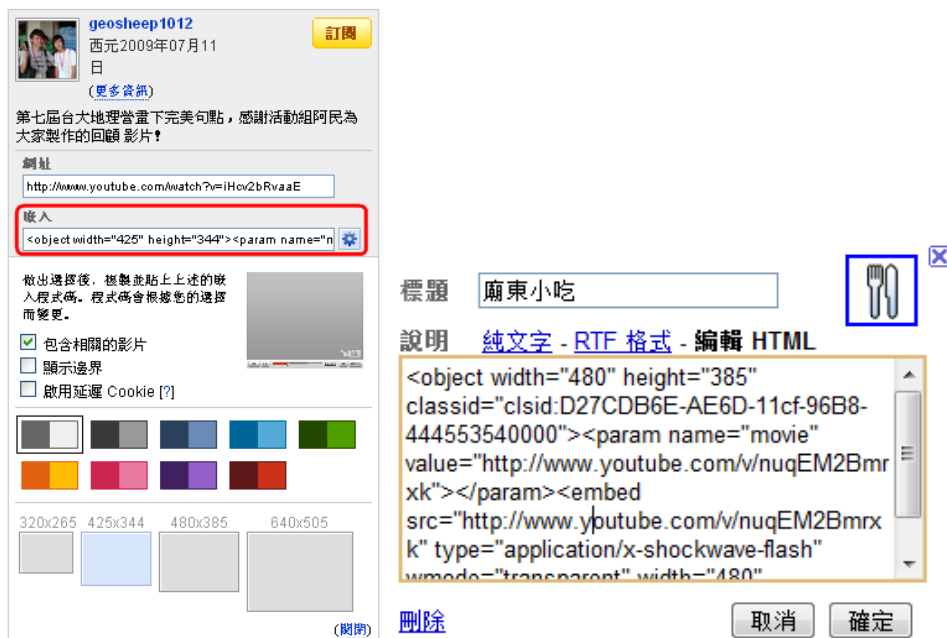 geosheep1012
西元2009年07月11
日
(更多資訊)
訂閱
第七屆台大地理營畫下完美句點，感謝活動組阿民為
大家製作的回顧影片！
網址
http://www.youtube.com/watch?v=iHcv2bRvaaE
嵌入
<object width="425" height="344"><param name="n
做出選擇後，複製並貼上上述的嵌
入程式碼。程式碼會根據您的選擇
而變更。
包含相關的影片
顯示邊界
啟用延遲 Cookie [?]
320x265 425x344 480x385 640x505
(關閉)
標題 廟東小吃
說明 純文字 - RTF 格式 - 編輯 HTML
<object width="480" height="385"
classid="clsid:D27CDB6E-AE6D-11cf-96B8-
444553540000"><param name="movie"
value="http://www.youtube.com/v/nuqEM2Bmr
xk"></param><embed
src="http://www.youtube.com/v/nuqEM2Bmrx
k" type="application/x-shockwave-flash"
wmode="transparent" width="480"
刪除 取消 確定